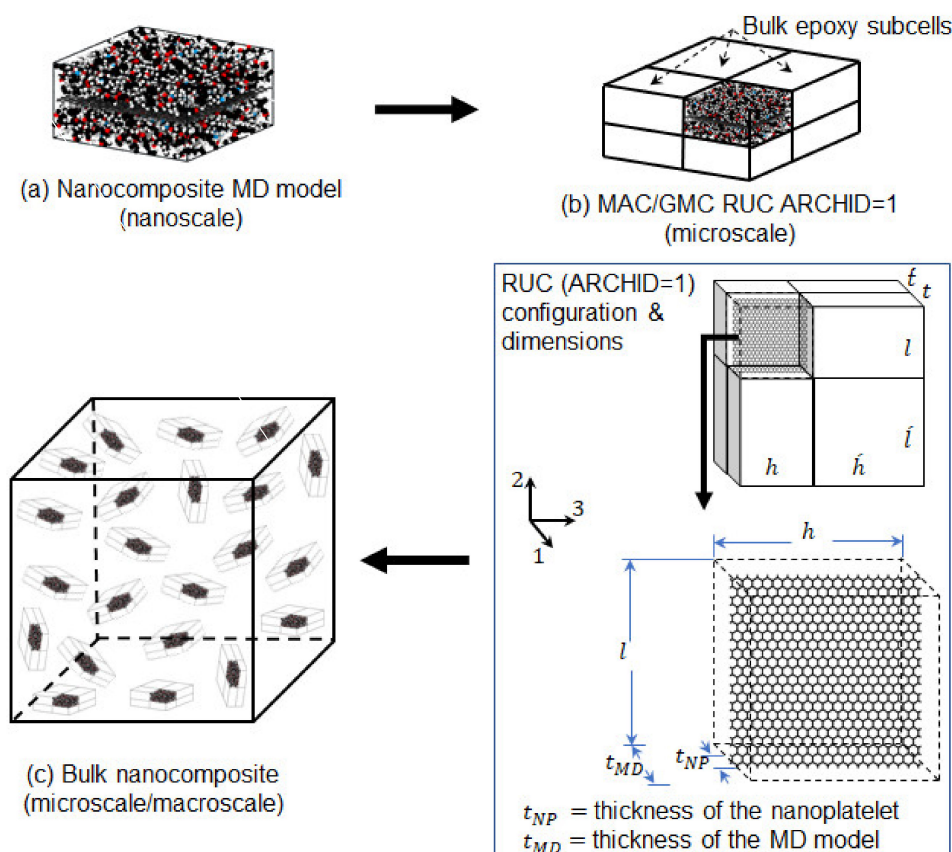 Bulk epoxy subcells
(a) Nanocomposite MD model
(nanoscale)
(b) MAC/GMC RUC ARCHID=1
(microscale)
RUC (ARCHID=1)
configuration &
dimensions
t́
t
l
ĺ
h
h́
2
3
1
h
l
t_MD
t_NP
t_NP = thickness of the nanoplatelet
t_MD = thickness of the MD model
(c) Bulk nanocomposite
(microscale/macroscale)